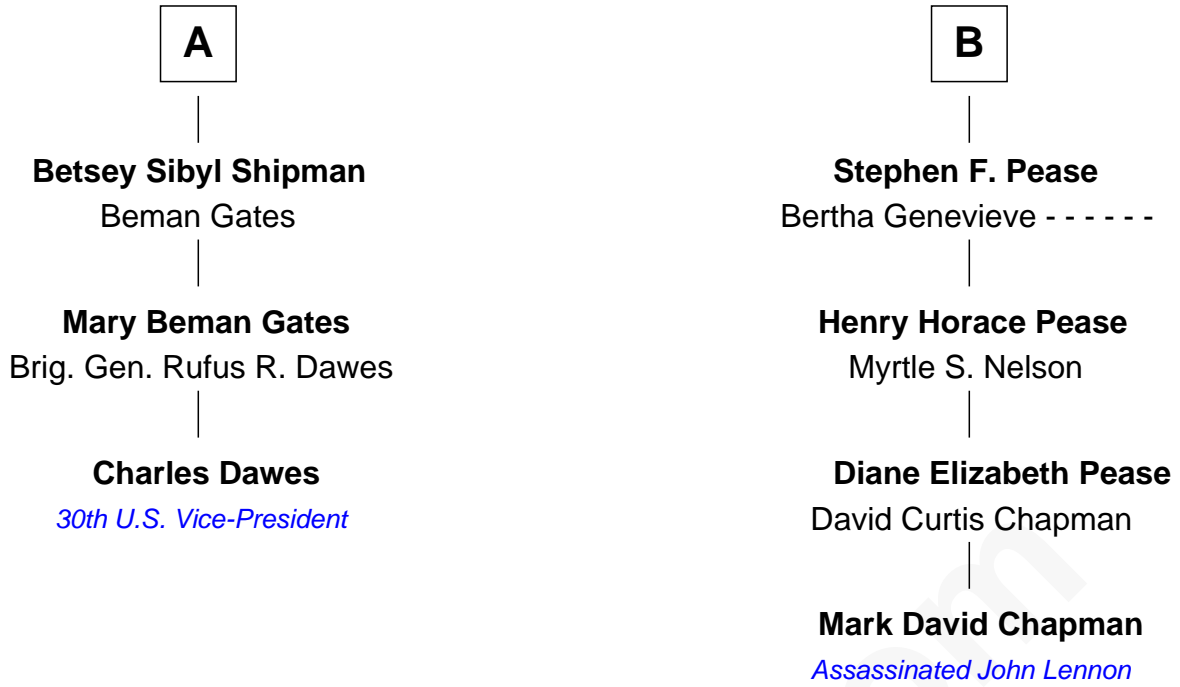 A
Betsey Sibyl Shipman
Beman Gates
Mary Beman Gates
Brig. Gen. Rufus R. Dawes
Charles Dawes
30th U.S. Vice-President
B
Stephen F. Pease
Bertha Genevieve - - - - - -
Henry Horace Pease
Myrtle S. Nelson
Diane Elizabeth Pease
David Curtis Chapman
Mark David Chapman
Assassinated John Lennon